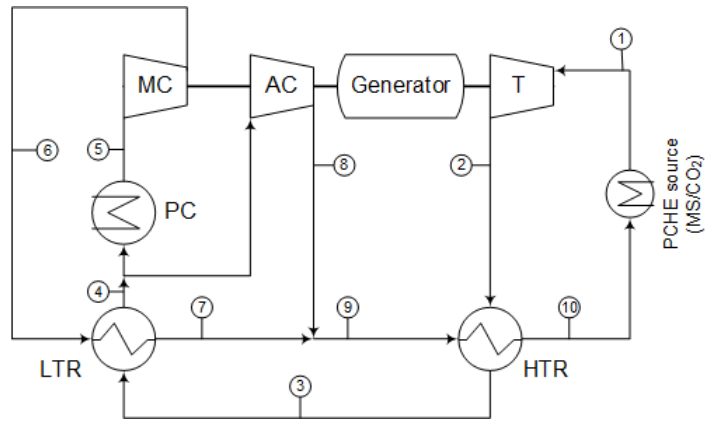 1
MC
AC
Generator
T
6
5
2
8
PC
PCHE source
(MS/CO₂)
4
7
9
10
LTR
HTR
3